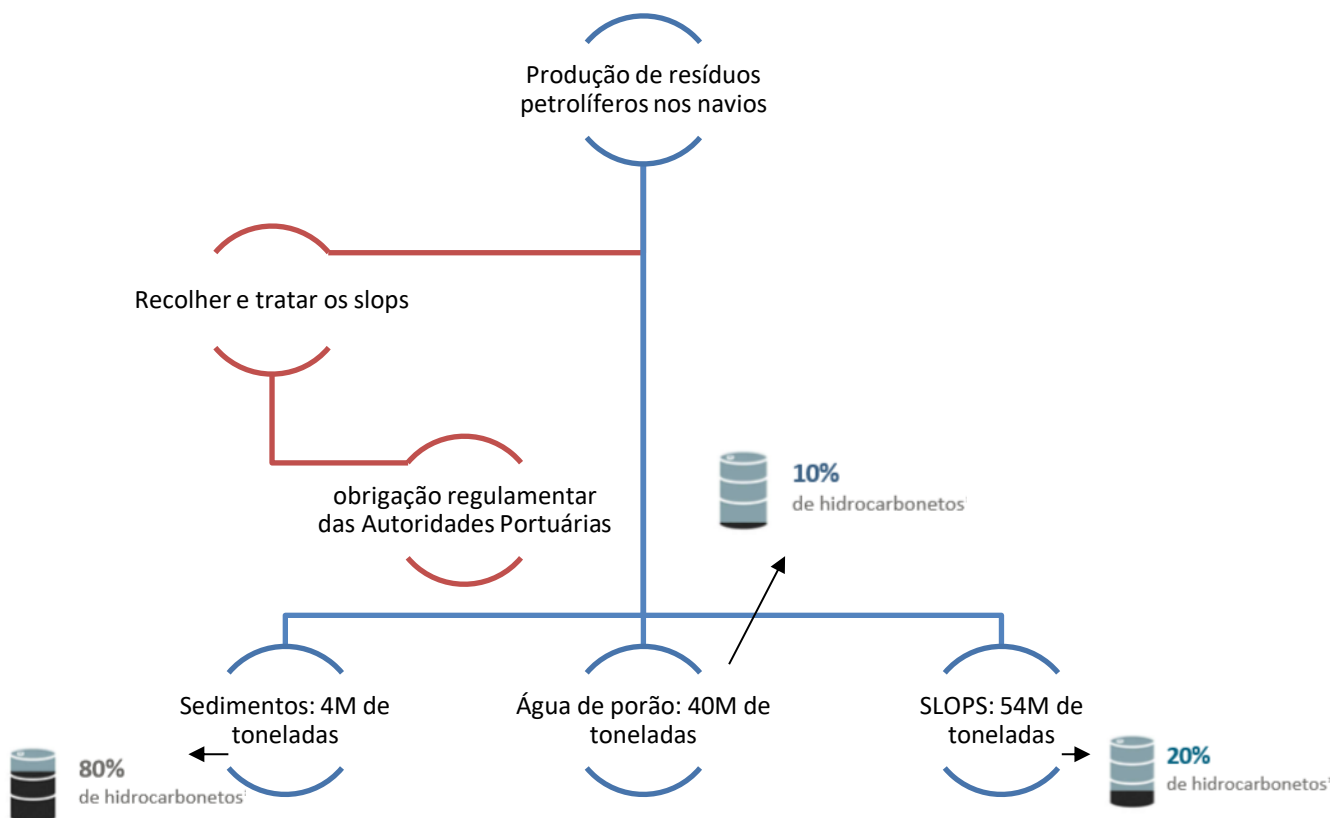 Produção de resíduos
petrolíferos nos navios
Recolher e tratar os slops
obrigação regulamentar
das Autoridades Portuárias
10%
de hidrocarbonetos
Sedimentos: 4M de
toneladas
Água de porão: 40M de
toneladas
SLOPS: 54M de
toneladas
80%
de hidrocarbonetos
20%
de hidrocarbonetos